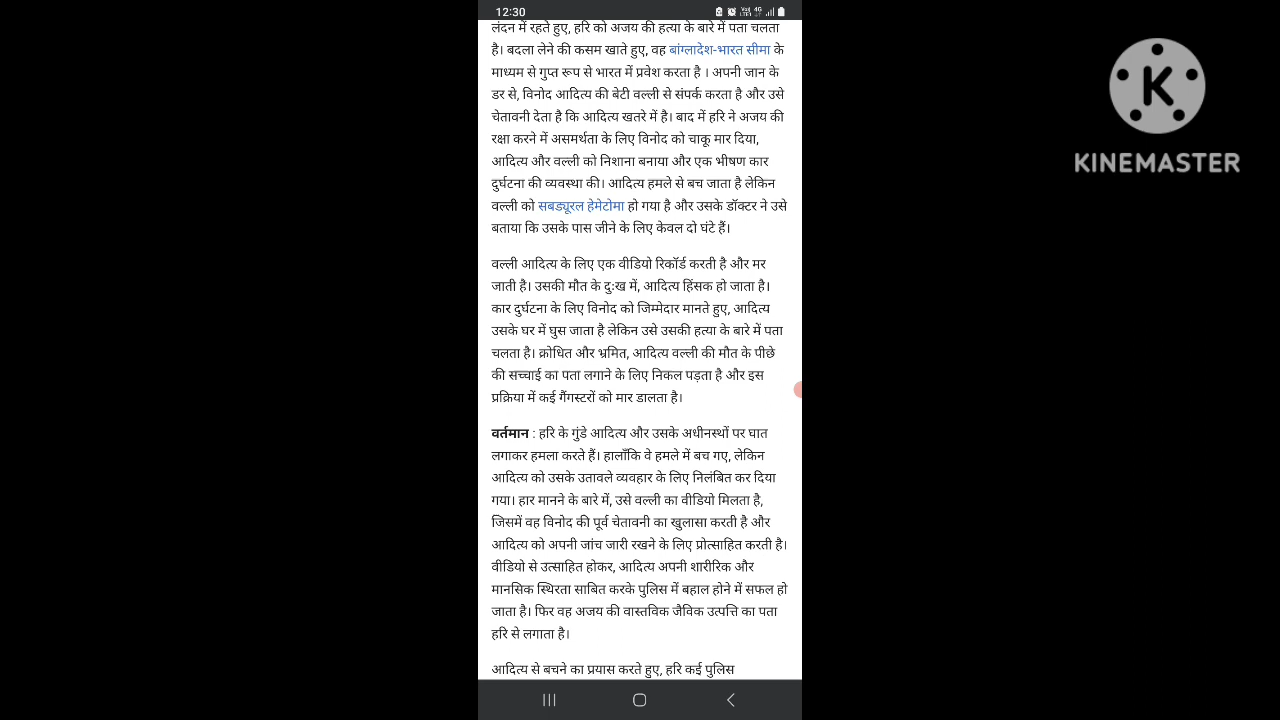 12:30
लंदन में रहते हुए, हरि को अजय की हत्या के बारे में पता चलता
है। बदला लेने की कसम खाते हुए, वह बांग्लादेश-भारत सीमा के
माध्यम से गुप्त रूप से भारत में प्रवेश करता है । अपनी जान के
डर से, विनोद आदित्य की बेटी वल्ली से संपर्क करता है और उसे
चेतावनी देता है कि आदित्य खतरे में है। बाद में हरि ने अजय की
रक्षा करने में असमर्थता के लिए विनोद को चाकू मार दिया,
आदित्य और वल्ली को निशाना बनाया और एक भीषण कार
दुर्घटना की व्यवस्था की। आदित्य हमले से बच जाता है लेकिन
वल्ली को सबड्यूरल हेमेटोमा हो गया है और उसके डॉक्टर ने उसे
बताया कि उसके पास जीने के लिए केवल दो घंटे हैं।
वल्ली आदित्य के लिए एक वीडियो रिकॉर्ड करती है और मर
जाती है। उसकी मौत के दुःख में, आदित्य हिंसक हो जाता है।
कार दुर्घटना के लिए विनोद को जिम्मेदार मानते हुए, आदित्य
उसके घर में घुस जाता है लेकिन उसे उसकी हत्या के बारे में पता
चलता है। क्रोधित और भ्रमित, आदित्य वल्ली की मौत के पीछे
की सच्चाई का पता लगाने के लिए निकल पड़ता है और इस
प्रक्रिया में कई गैंगस्टरों को मार डालता है।
वर्तमान : हरि के गुंडे आदित्य और उसके अधीनस्थों पर घात
लगाकर हमला करते हैं। हालाँकि वे हमले में बच गए, लेकिन
आदित्य को उसके उतावले व्यवहार के लिए निलंबित कर दिया
गया। हार मानने के बारे में, उसे वल्ली का वीडियो मिलता है,
जिसमें वह विनोद की पूर्व चेतावनी का खुलासा करती है और
आदित्य को अपनी जांच जारी रखने के लिए प्रोत्साहित करती है।
वीडियो से उत्साहित होकर, आदित्य अपनी शारीरिक और
मानसिक स्थिरता साबित करके पुलिस में बहाल होने में सफल हो
जाता है। फिर वह अजय की वास्तविक जैविक उत्पत्ति का पता
हरि से लगाता है।
आदित्य से बचने का प्रयास करते हुए, हरि कई पुलिस
K
KINEMASTER